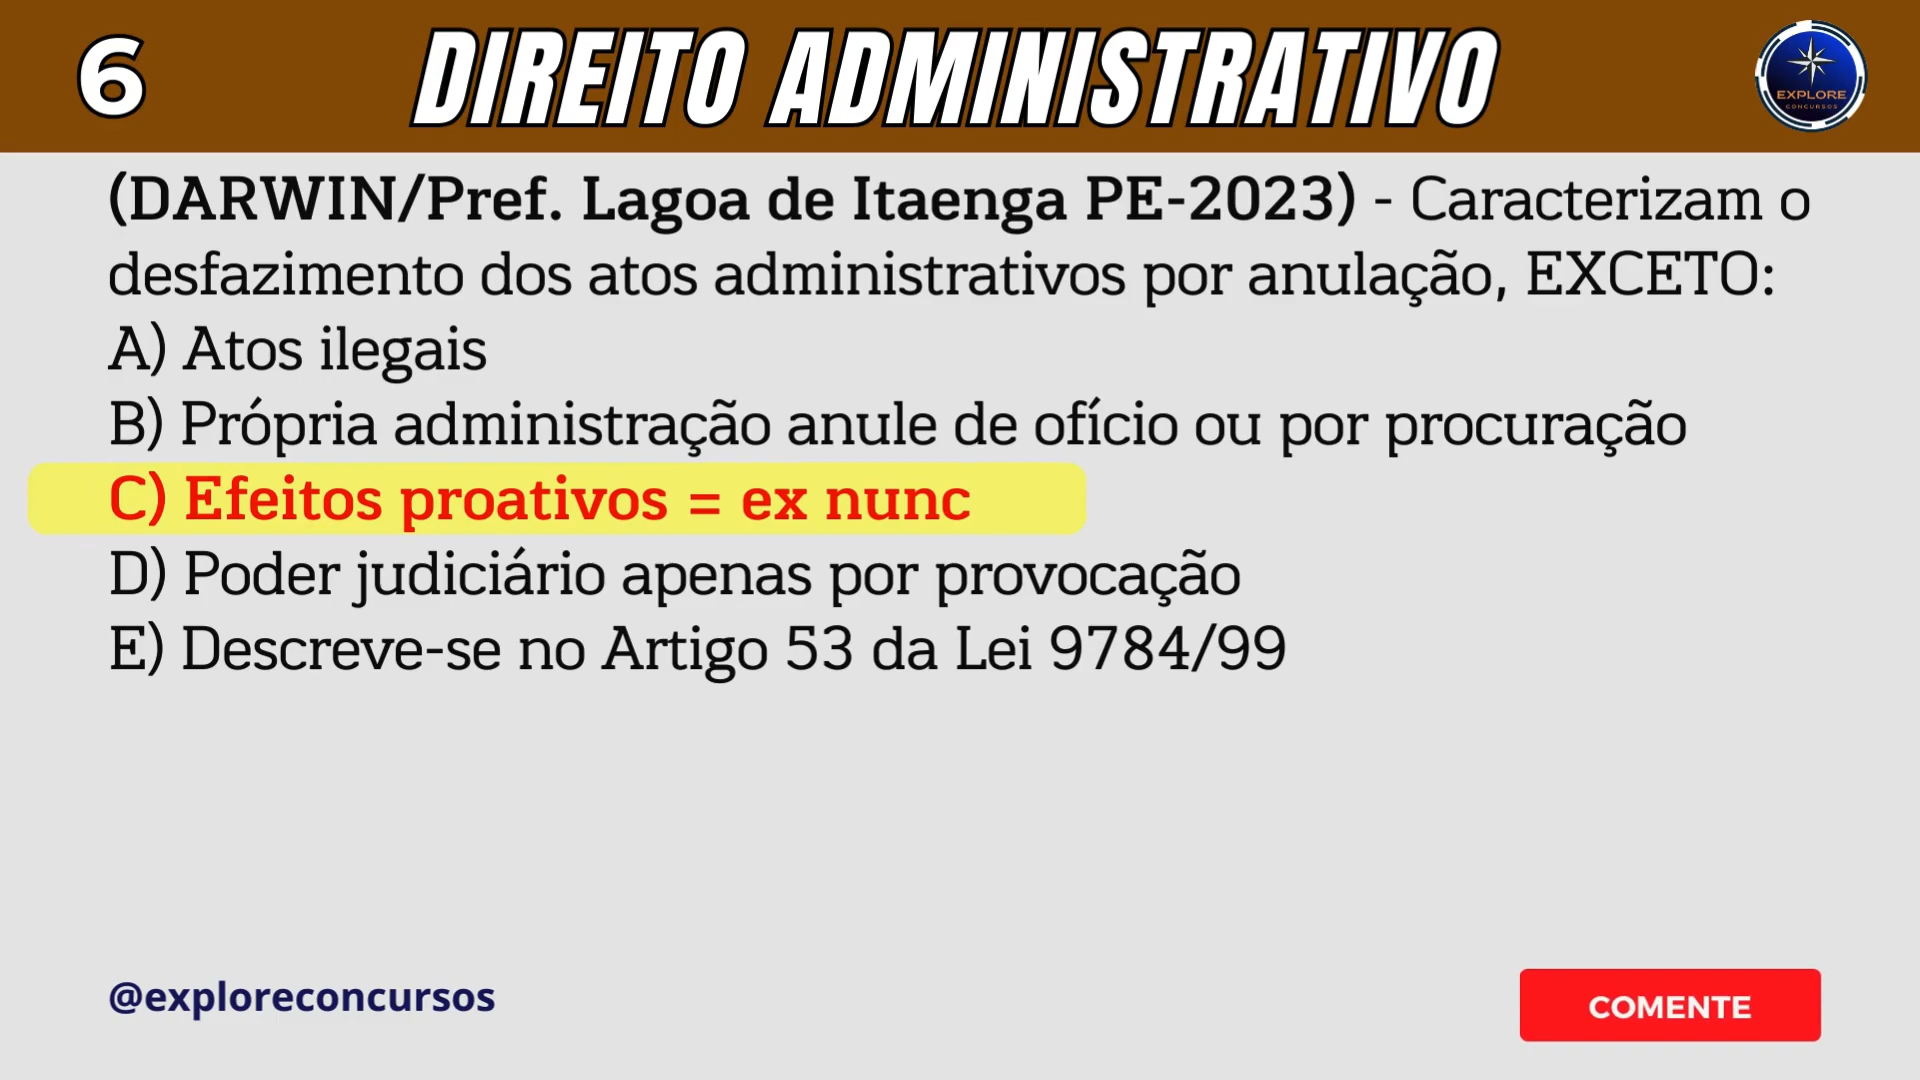 6
DIREITO ADMINISTRATIVO
EXPLORE
CONCURSOS
(DARWIN/Pref. Lagoa de Itaenga PE-2023) - Caracterizam o
desfazimento dos atos administrativos por anulação, EXCETO:
A) Atos ilegais
B) Própria administração anule de ofício ou por procuração
C) Efeitos proativos = ex nunc
D) Poder judiciário apenas por provocação
E) Descreve-se no Artigo 53 da Lei 9784/99
@exploreconcursos
COMENTE